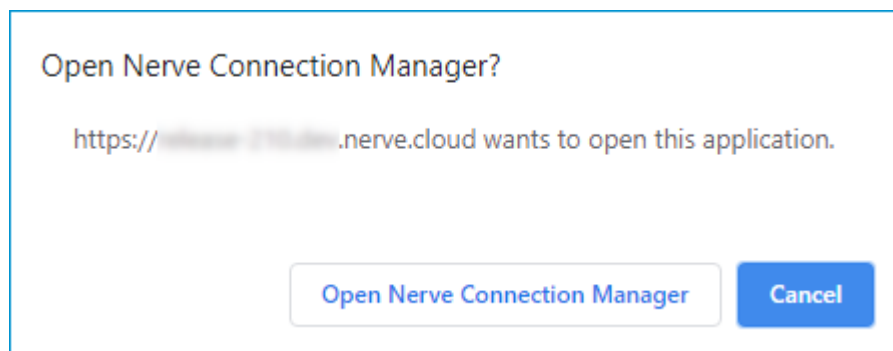 Open Nerve Connection Manager?
https:// .nerve.cloud wants to open this application.
Open Nerve Connection Manager
Cancel